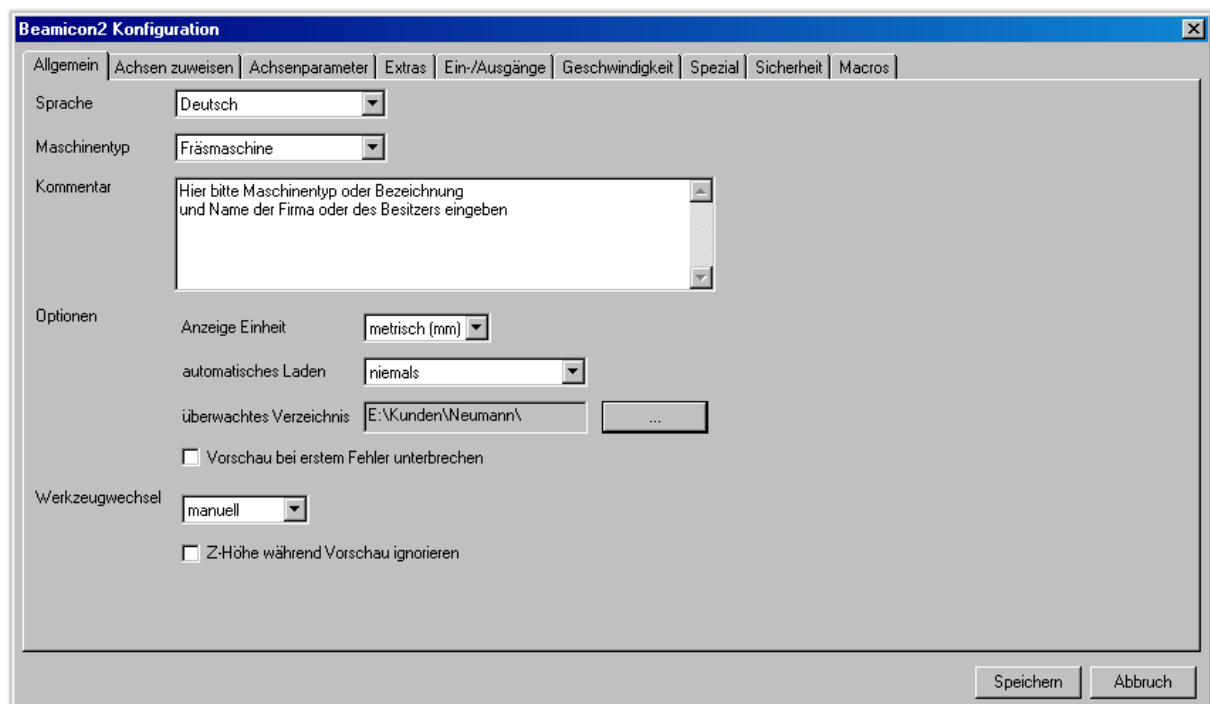 Beamicon2 Konfiguration
Allgemein Achsen zuweisen Achsenparameter Extras Ein-/Ausgänge Geschwindigkeit Spezial Sicherheit Macros
Sprache Deutsch
Maschinentyp Fräsmaschine
Kommentar Hier bitte Maschinentyp oder Bezeichnung
und Name der Firma oder des Besitzers eingeben
Optionen
Anzeige Einheit metrisch (mm)
automatisches Laden niemals
überwachtes Verzeichnis E:\Kunden\Neumann\ ...
Vorschau bei erstem Fehler unterbrechen
Werkzeugwechsel manuell
Z-Höhe während Vorschau ignorieren
Speichern Abbruch